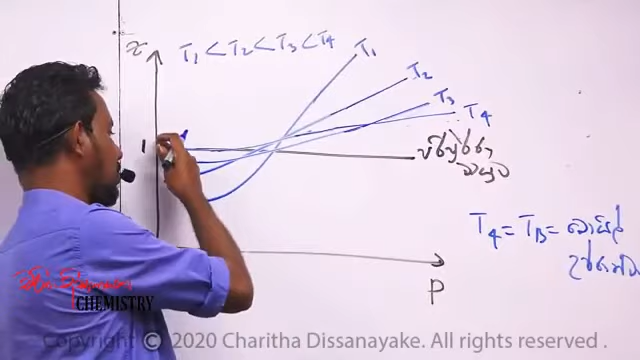 x
T₁ < T₂ < T₃ < T₄
T₁
T₂
T₃
T₄
1
පරිපූර්ණ
වායුව
T₄ = T_B = බොයිල්
උෂ්ණත්ව
P
CHEMISTRY
Copyright © 2020 Charitha Dissanayake. All rights reserved .